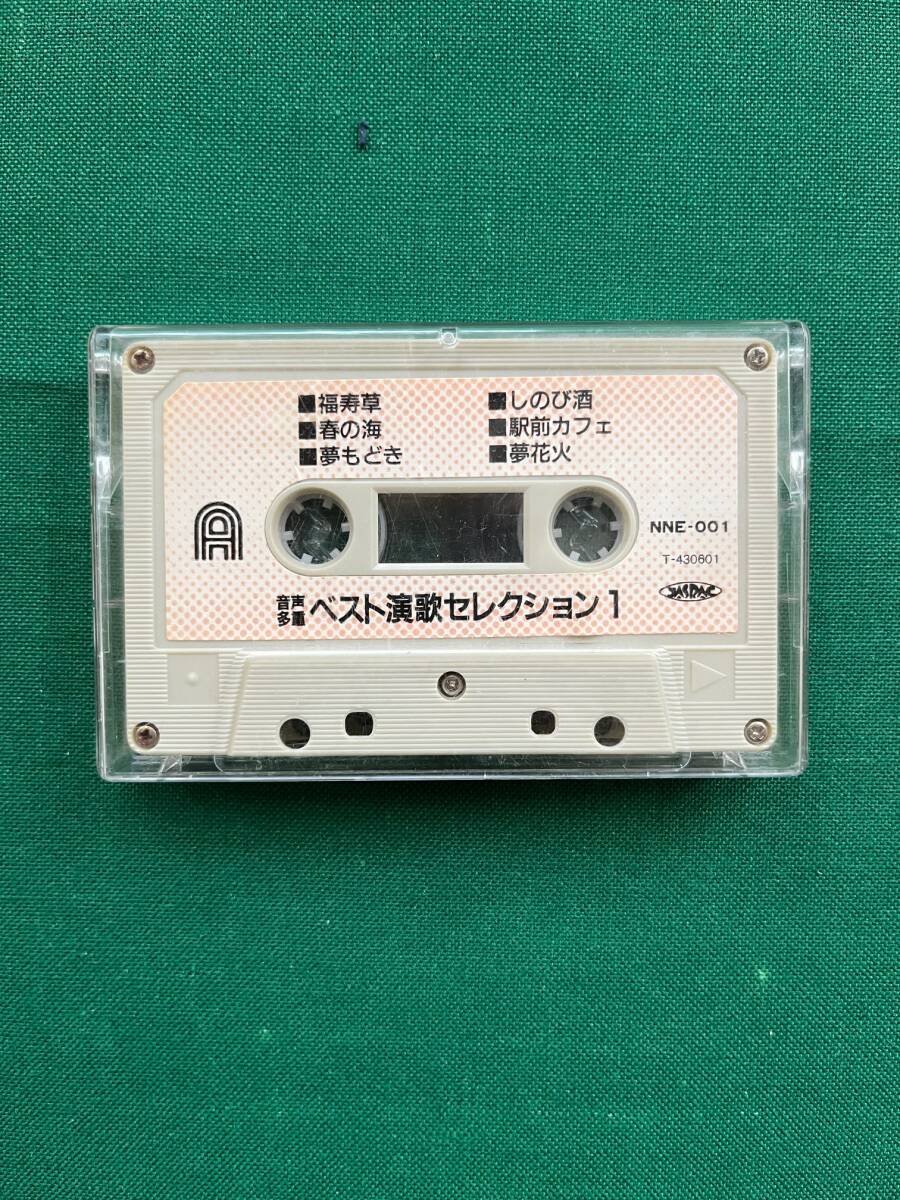 ■福寿草
■春の海
■夢もどき
■しのび酒
■駅前カフェ
■夢花火
A
NNE-001
T-430601
JASRAC
音声多重 ベスト演歌セレクション1